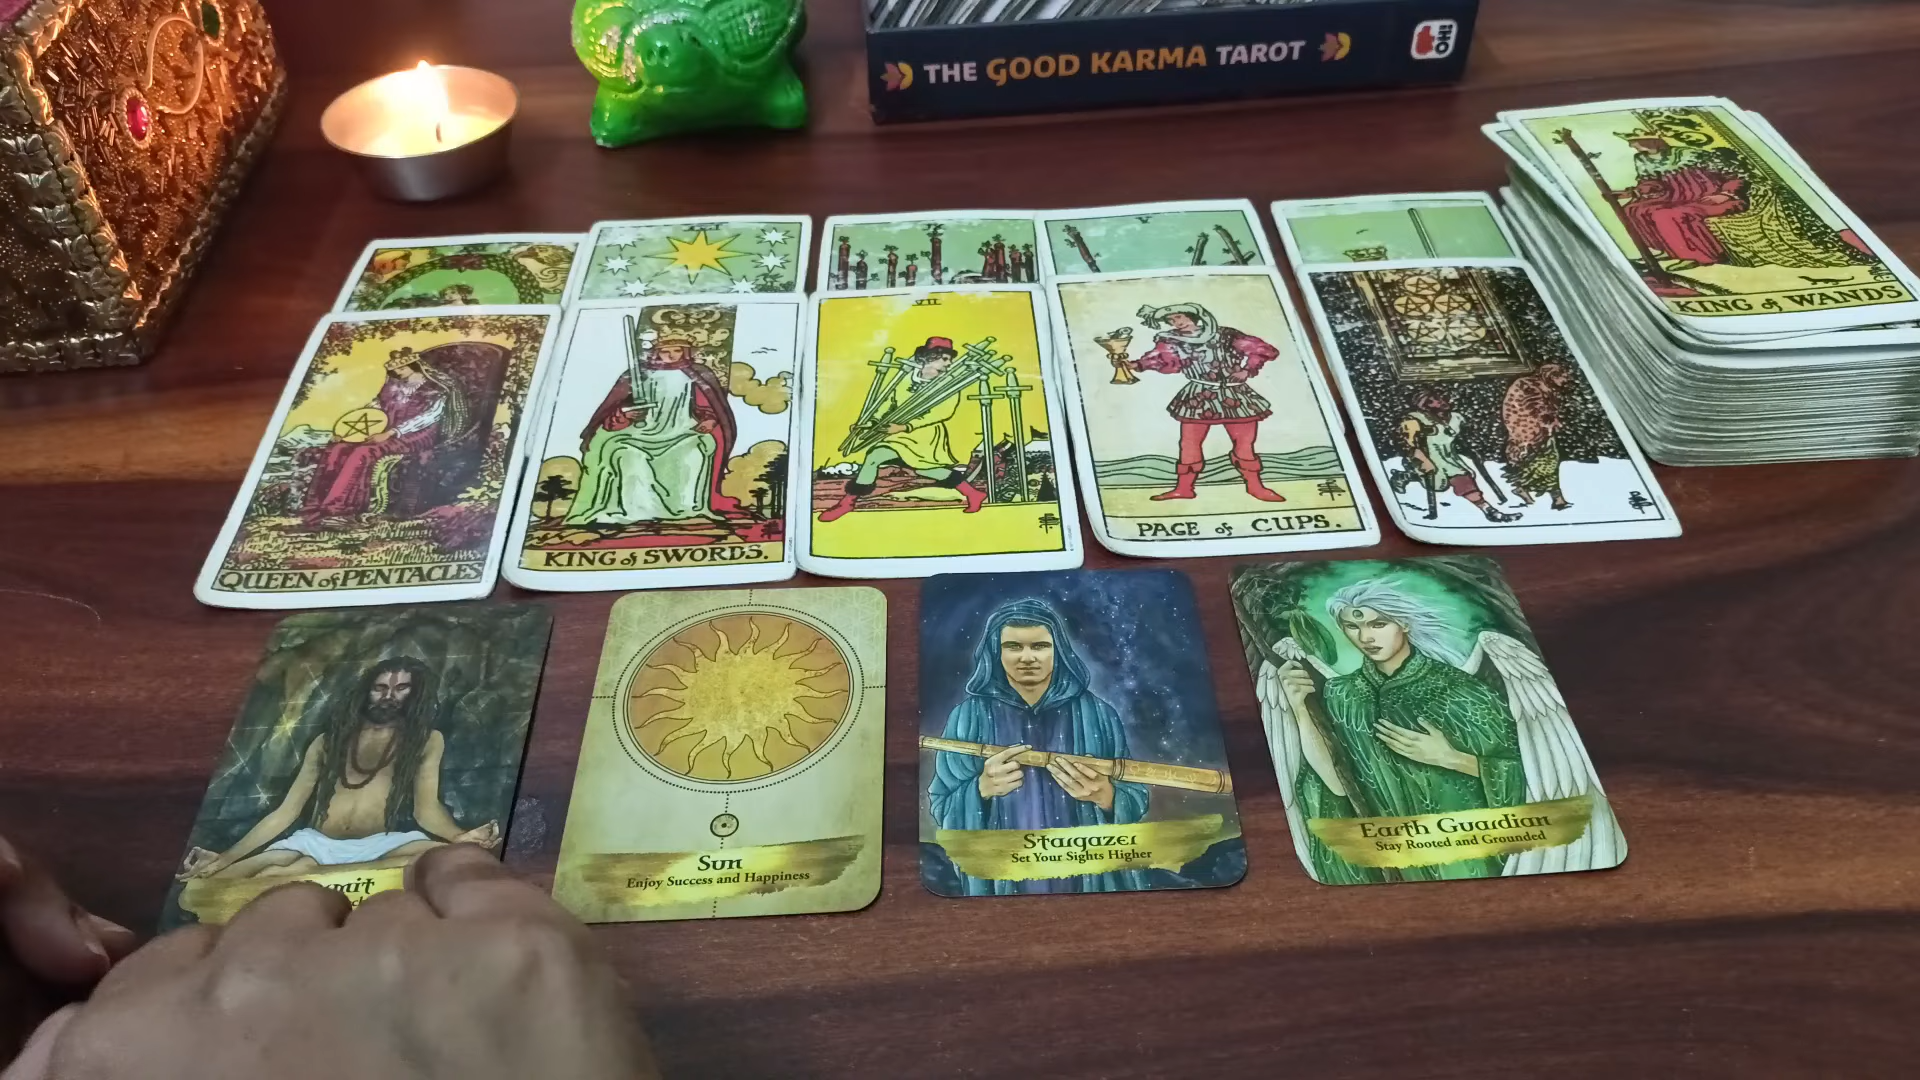 THE GOOD KARMA TAROT
OH!
KING of WANDS
VII
QUEEN of PENTACLES
KING of SWORDS.
PAGE of CUPS.
Sun
Enjoy Success and Happiness
Stargazer
Set Your Sights Higher
Earth Guardian
Stay Rooted and Grounded